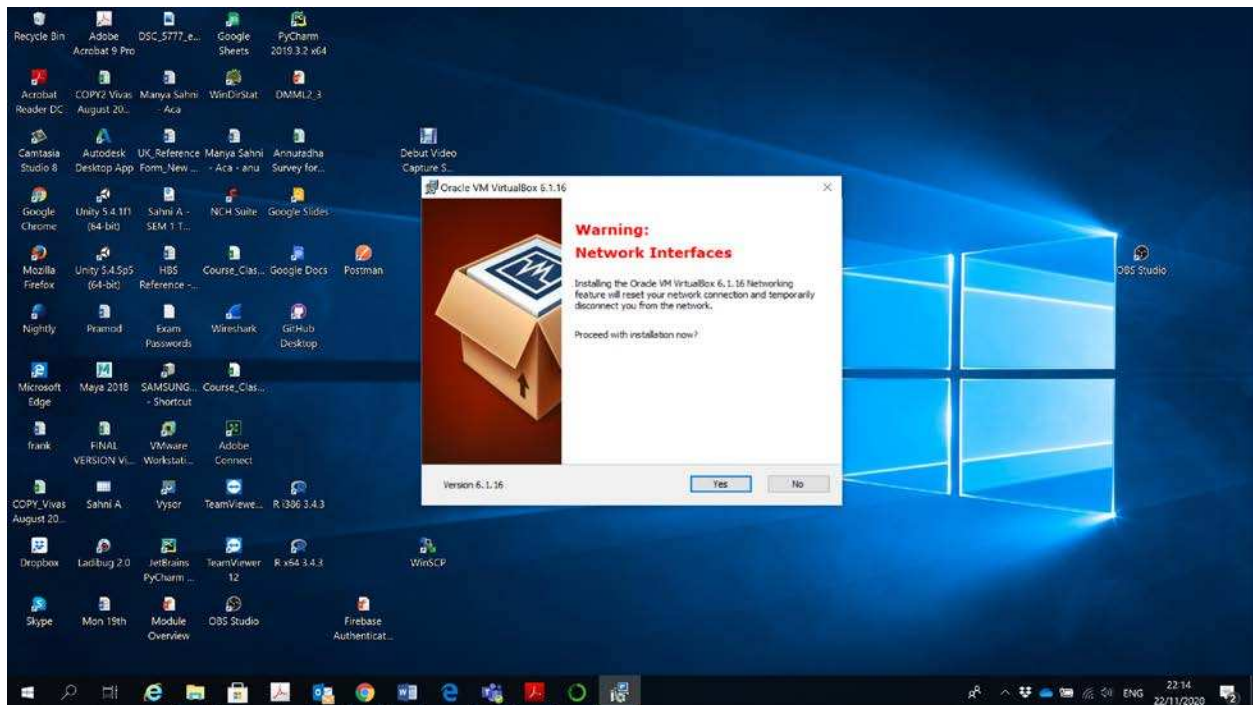 Recycle Bin
Adobe
Acrobat 9 Pro
DSC_5777_e...
Google
Sheets
PyCharm
2019.3.2 x64
Acrobat
Reader DC
COPY2 Vivas
August 20...
Manya Sahni
- Aca
WinDirStat
DMML2_3
Camtasia
Studio 8
Autodesk
Desktop App
UK_Reference
Form_New ...
Manya Sahni
- Aca - anu
Annuradha
Survey for...
Debut Video
Capture S...
Google
Chrome
Unity 5.4.1f1
(64-bit)
Sahni A -
SEM 1 T...
NCH Suite
Google Slides
Mozilla
Firefox
Unity 5.4.5p5
(64-bit)
HBS
Reference -...
Course_Clas...
Google Docs
Postman
OBS Studio
Nightly
Pramod
Exam
Passwords
Wireshark
GitHub
Desktop
Microsoft
Edge
Maya 2018
SAMSUNG...
- Shortcut
Course_Clas...
frank
FINAL
VERSION Vi...
VMware
Workstati...
Adobe
Connect
COPY_Vivas
August 20...
Sahni A
Vysor
TeamViewe...
R i386 3.4.3
Dropbox
Ladibug 2.0
JetBrains
PyCharm ...
TeamViewer
12
R x64 3.4.3
WinSCP
Skype
Mon 19th
Module
Overview
OBS Studio
Firebase
Authenticat...
Oracle VM VirtualBox 6.1.16
Warning:
Network Interfaces
Installing the Oracle VM VirtualBox 6.1.16 Networking
feature will reset your network connection and temporarily
disconnect you from the network.
Proceed with installation now?
Version 6.1.16
Yes
No
ENG
22:14
22/11/2020
2